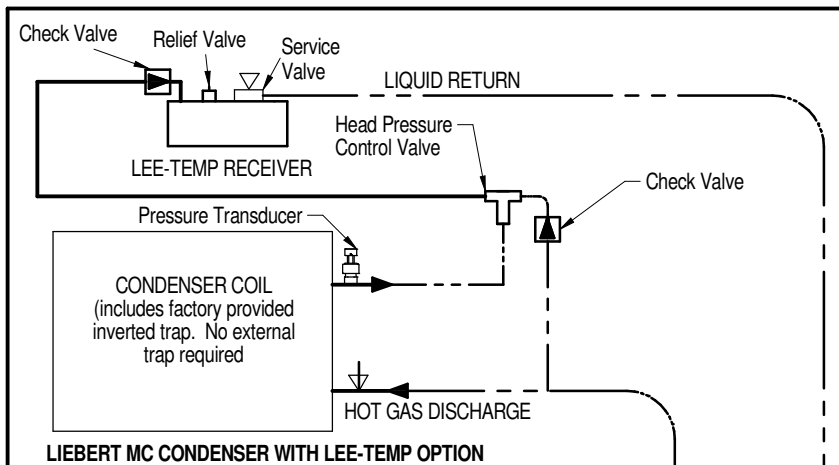 Check Valve
Relief Valve
Service
Valve
LIQUID RETURN
Head Pressure
Control Valve
LEE-TEMP RECEIVER
Check Valve
Pressure Transducer
CONDENSER COIL
(includes factory provided
inverted trap. No external
trap required
HOT GAS DISCHARGE
LIEBERT MC CONDENSER WITH LEE-TEMP OPTION